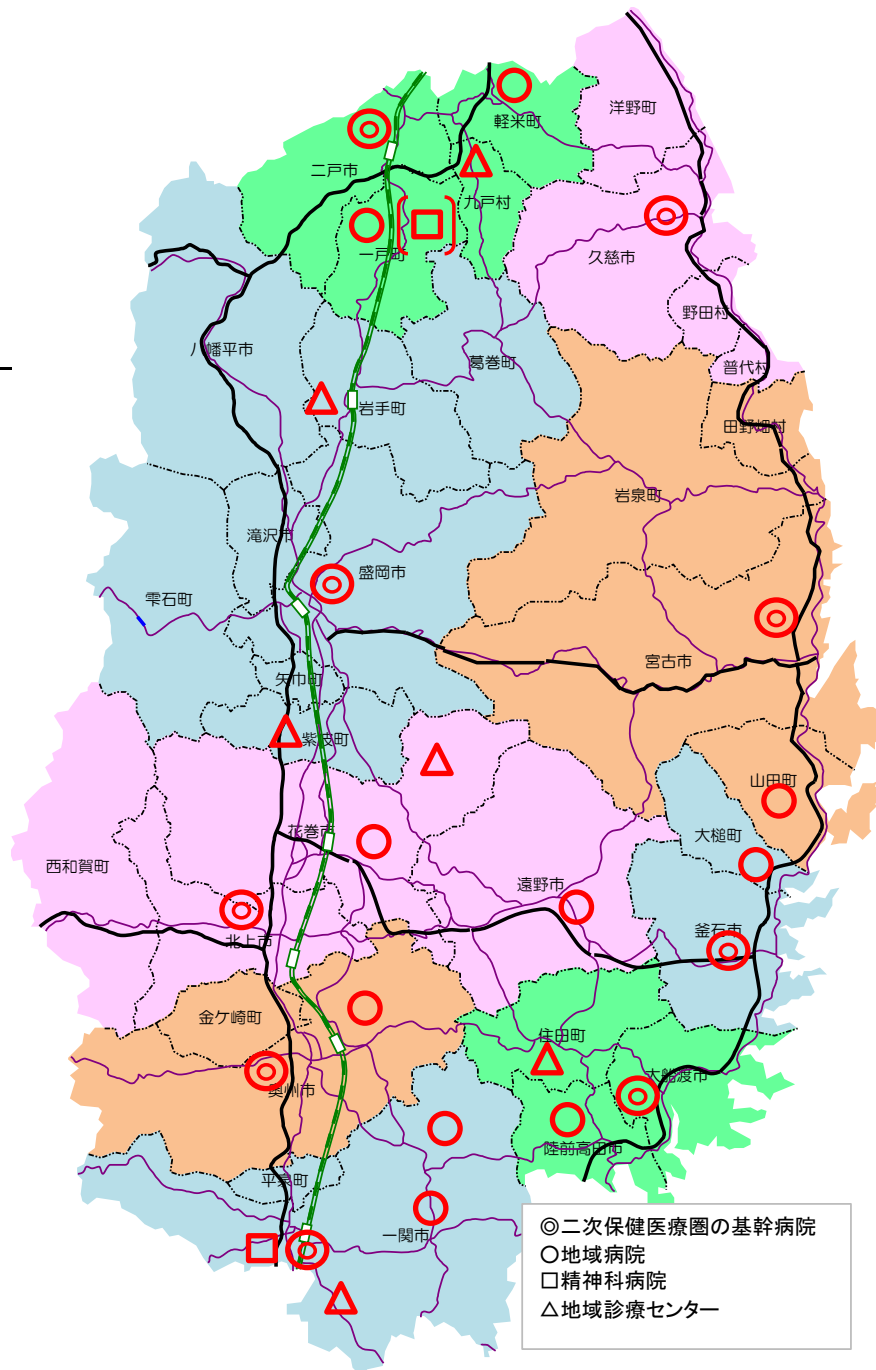 洋野町
軽米町
二戸市
九戸村
一戸町
久慈市
野田村
八幡平市
葛巻町
普代村
岩手町
田野畑村
岩泉町
滝沢市
盛岡市
雫石町
宮古市
矢巾町
紫波町
山田町
大槌町
花巻市
西和賀町
遠野市
釜石市
北上市
金ケ崎町
住田町
大船渡市
奥州市
陸前高田市
平泉町
一関市
◎二次保健医療圏の基幹病院
○地域病院
□精神科病院
△地域診療センター